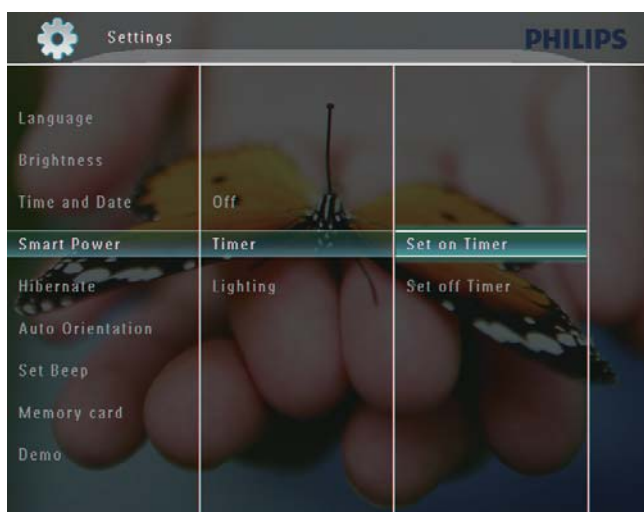 Settings
PHILIPS
Language
Brightness
Time and Date
Off
Smart Power
Timer
Set on Timer
Hibernate
Lighting
Set off Timer
Auto Orientation
Set Beep
Memory card
Demo